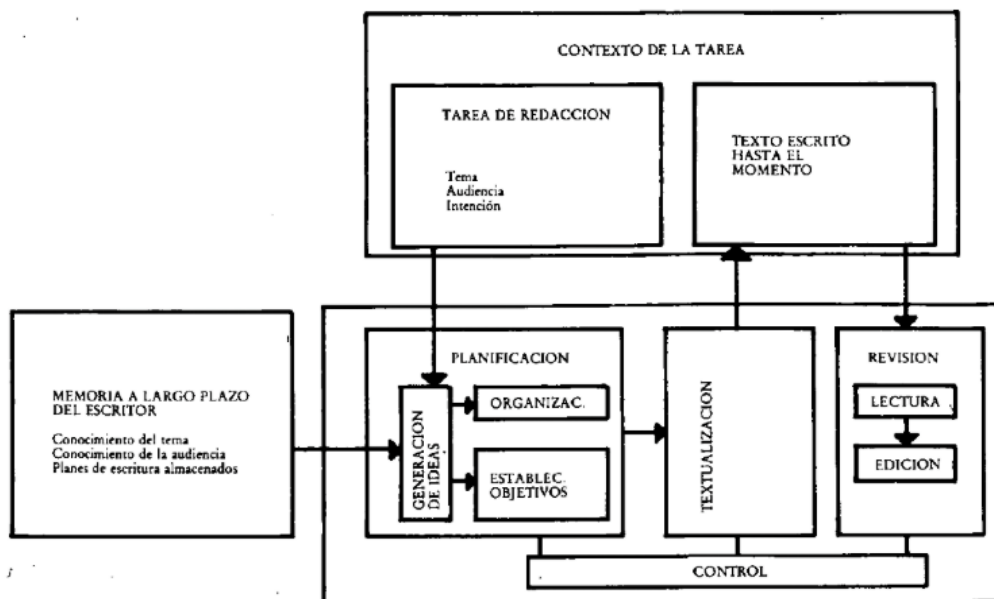 CONTEXTO DE LA TAREA
TAREA DE REDACCION
Tema
Audiencia
Intención
TEXTO ESCRITO
HASTA EL
MOMENTO
MEMORIA A LARGO PLAZO
DEL ESCRITOR
Conocimiento del tema
Conocimiento de la audiencia
Planes de escritura almacenados
PLANIFICACION
GENERACION
DE IDEAS
ORGANIZAC.
ESTABLEC.
OBJETIVOS
TEXTUALIZACION
REVISION
LECTURA
EDICION
CONTROL